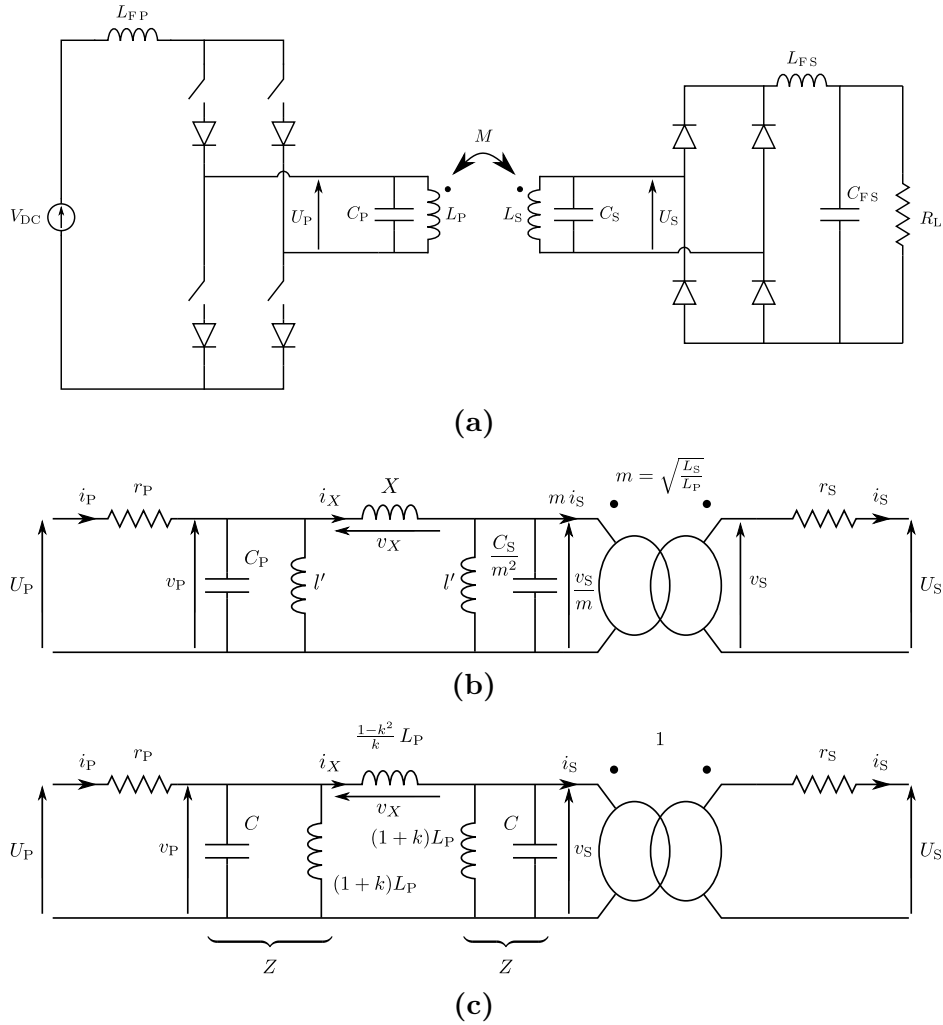 L_FP
L_FS
M
V_DC
U_P
C_P
L_P
L_S
C_S
U_S
C_FS
R_L
(a)
m = √(L_S/L_P)
i_P
r_P
i_X
X
m i_S
r_S
i_S
v_X
U_P
v_P
C_P
l′
l′
C_S/m²
v_S/m
v_S
U_S
(b)
(1−k²)/k L_P
1
i_P
r_P
i_X
i_S
r_S
i_S
v_X
U_P
v_P
C
(1 + k)L_P
(1 + k)L_P
C
v_S
v_S
U_S
Z
Z
(c)